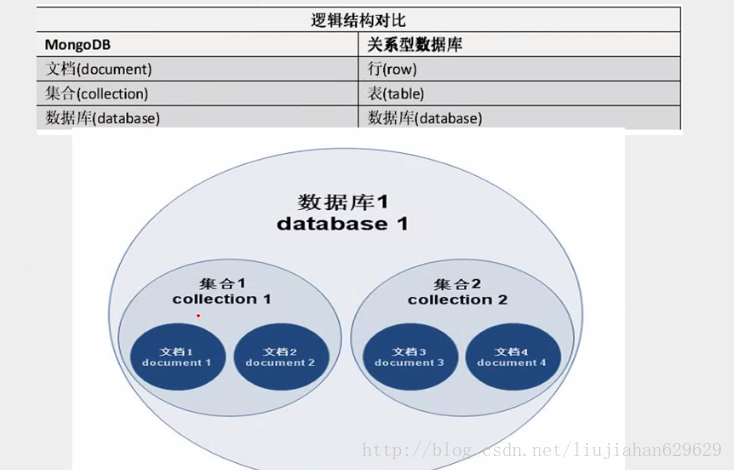 逻辑结构对比
MongoDB 关系型数据库
文档(document) 行(row)
集合(collection) 表(table)
数据库(database) 数据库(database)
数据库1
database 1
集合1
collection 1
集合2
collection 2
文档1
document 1
文档2
document 2
文档3
document 3
文档4
document 4
http://blog.csdn.net/liujiahan629629